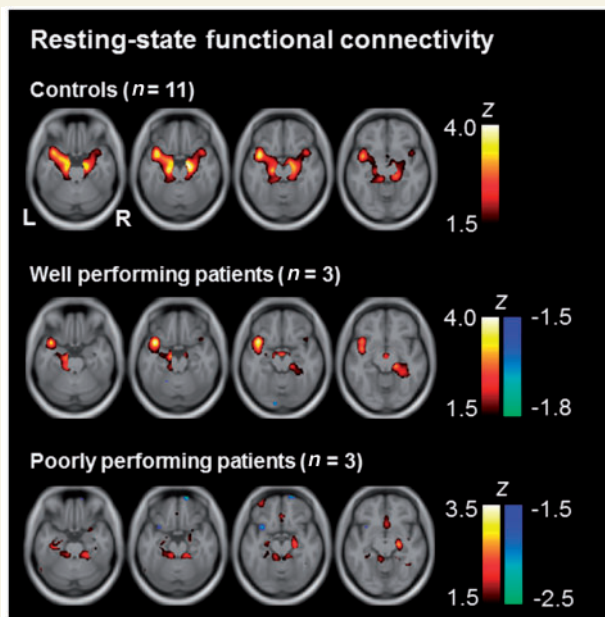 Resting-state functional connectivity
Controls (n= 11)
Z
4.0
1.5
L R
Well performing patients (n= 3)
Z
4.0 -1.5
1.5 -1.8
Poorly performing patients (n= 3)
Z
3.5 -1.5
1.5 -2.5